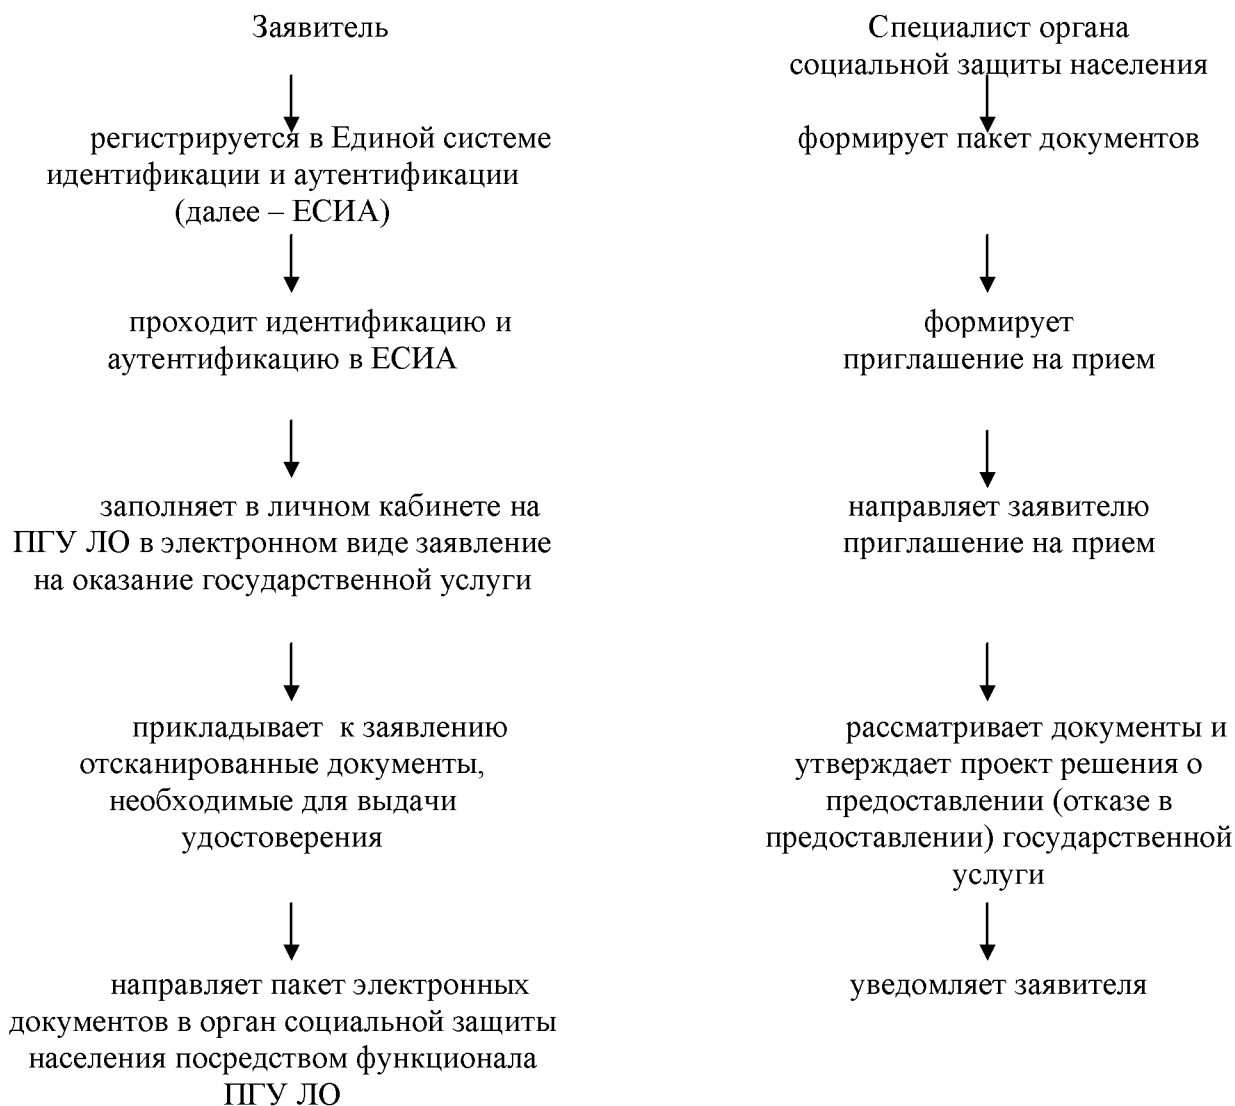 Заявитель
регистрируется в Единой системе
идентификации и аутентификации
(далее – ЕСИА)
проходит идентификацию и
аутентификацию в ЕСИА
заполняет в личном кабинете на
ПГУ ЛО в электронном виде заявление
на оказание государственной услуги
прикладывает  к заявлению
отсканированные документы,
необходимые для выдачи
удостоверения
направляет пакет электронных
документов в орган социальной защиты
населения посредством функционала
ПГУ ЛО
Специалист органа
социальной защиты населения
формирует пакет документов
формирует
приглашение на прием
направляет заявителю
приглашение на прием
рассматривает документы и
утверждает проект решения о
предоставлении (отказе в
предоставлении) государственной
услуги
уведомляет заявителя